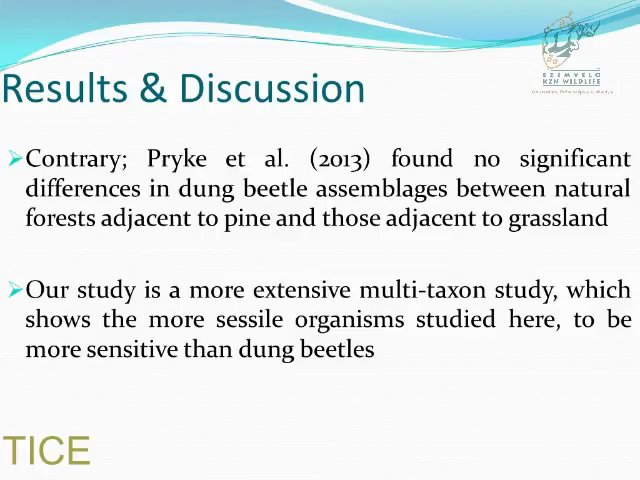 EZEMVELO
KZN WILDLIFE
Results & Discussion
Contrary; Pryke et al. (2013) found no significant
differences in dung beetle assemblages between natural
forests adjacent to pine and those adjacent to grassland
Our study is a more extensive multi-taxon study, which
shows the more sessile organisms studied here, to be
more sensitive than dung beetles
TICE